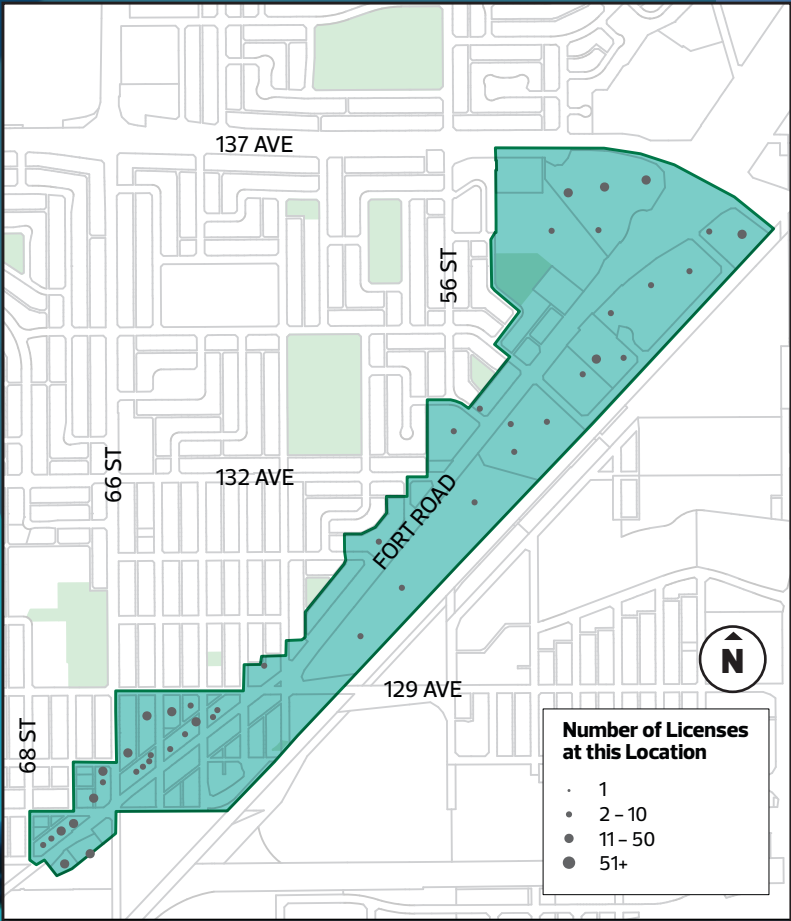 137 AVE
56 ST
66 ST
132 AVE
FORT ROAD
129 AVE
68 ST
N
Number of Licenses
at this Location
1
2 – 10
11 – 50
51+